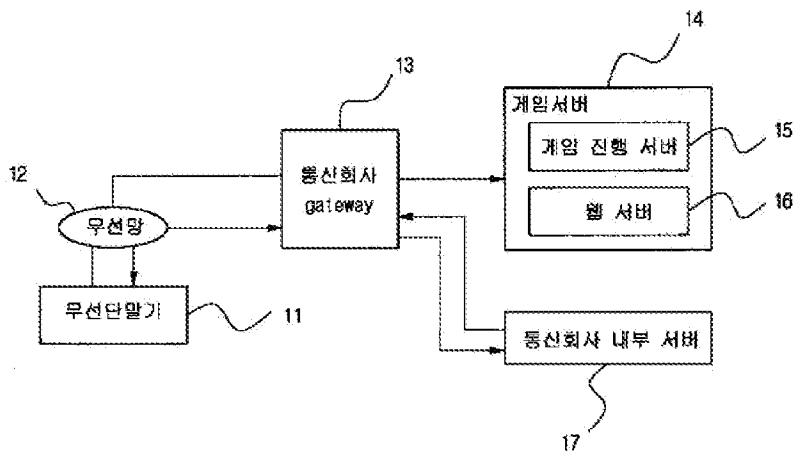 14
13
게임서버
게암 진행 서버
15
통신회사
gateway
12
웹 서버
16
무선망
무선단말기
11
통신회사 내부 서버
17